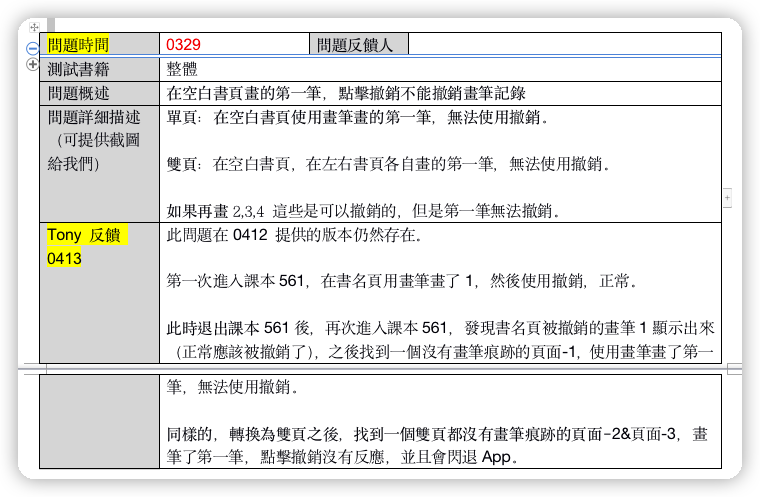 問題時間 0329 問題反饋人
測試書籍 整體
問題概述 在空白書頁畫的第一筆，點擊撤銷不能撤銷畫筆記錄
問題詳細描述 單頁：在空白書頁使用畫筆畫的第一筆，無法使用撤銷。
（可提供截圖
給我們） 雙頁：在空白書頁，在左右書頁各自畫的第一筆，無法使用撤銷。
如果再畫 2,3,4 這些是可以撤銷的，但是第一筆無法撤銷。
Tony 反饋 此問題在 0412 提供的版本仍然存在。
0413
第一次進入課本 561，在書名頁用畫筆畫了 1，然後使用撤銷，正常。
此時退出課本 561 後，再次進入課本 561，發現書名頁被撤銷的畫筆 1 顯示出來
（正常應該被撤銷了），之後找到一個沒有畫筆痕跡的頁面-1，使用畫筆畫了第一
筆，無法使用撤銷。
同樣的，轉換為雙頁之後，找到一個雙頁都沒有畫筆痕跡的頁面-2&頁面-3，畫
筆了第一筆，點擊撤銷沒有反應，並且會閃退 App。